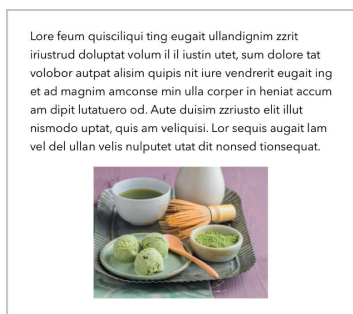 Lore feum quisciliqui ting eugait ullandignim zzrit
iriustrud doluptat volum il il iustin utet, sum dolore tat
volobor autpat alisim quipis nit iure vendrerit eugait ing
et ad magnim amconse min ulla corper in heniat accum
am dipit lutatuero od. Aute duisim zzriusto elit illut
nismodo uptat, quis am veliquisi. Lor sequis augait lam
vel del ullan velis nulputet utat dit nonsed tionsequat.